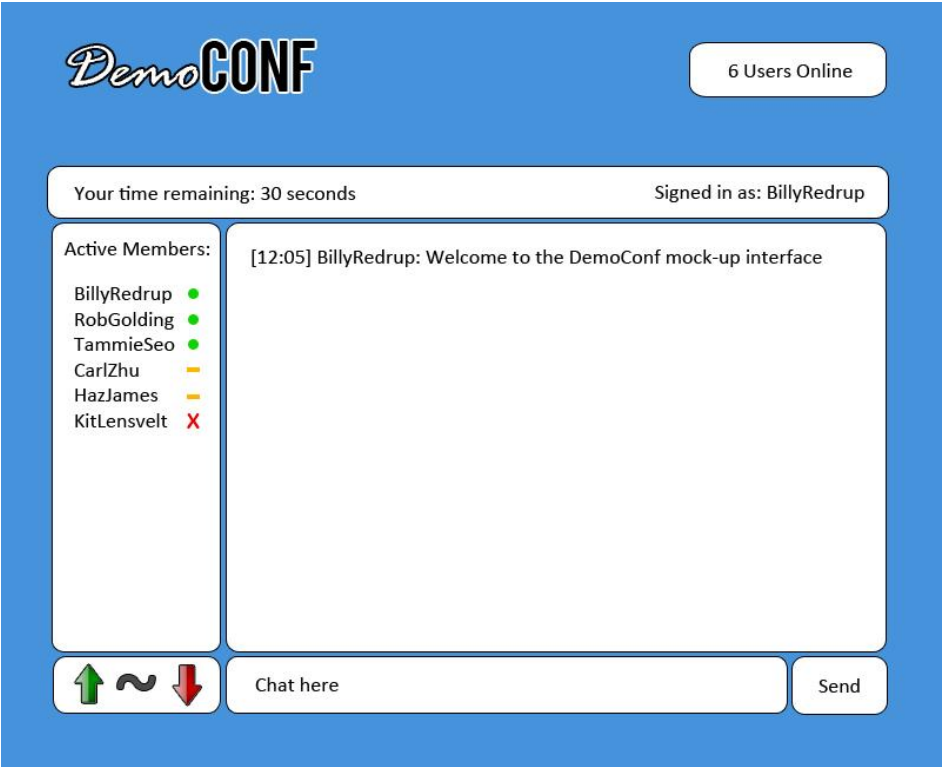 DemoCONF
6 Users Online
Your time remaining: 30 seconds
Signed in as: BillyRedrup
Active Members:
BillyRedrup
RobGolding
TammieSeo
CarlZhu
HazJames
KitLensvelt X
[12:05] BillyRedrup: Welcome to the DemoConf mock-up interface
Chat here
Send